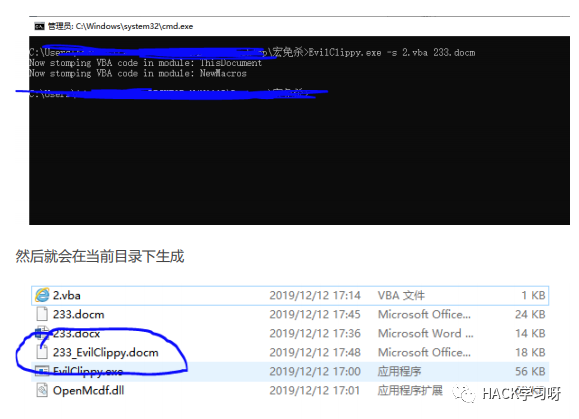 管理员: C:\Windows\system32\cmd.exe
C:\Users\宏免杀>EvilClippy.exe -s 2.vba 233.docm
Now stomping VBA code in module: ThisDocument
Now stomping VBA code in module: NewMacros
C:\Users\
然后就会在当前目录下生成
2.vba 2019/12/12 17:14 VBA 文件 1 KB
233.docm 2019/12/12 17:45 Microsoft Office... 24 KB
233.docx 2019/12/12 17:36 Microsoft Word ... 14 KB
233_EvilClippy.docm 2019/12/12 17:48 Microsoft Office... 18 KB
EvilClippy.exe 2019/12/12 17:00 应用程序 56 KB
OpenMcdf.dll 2019/12/12 17:01 应用程序扩展 KB
HACK学习呀